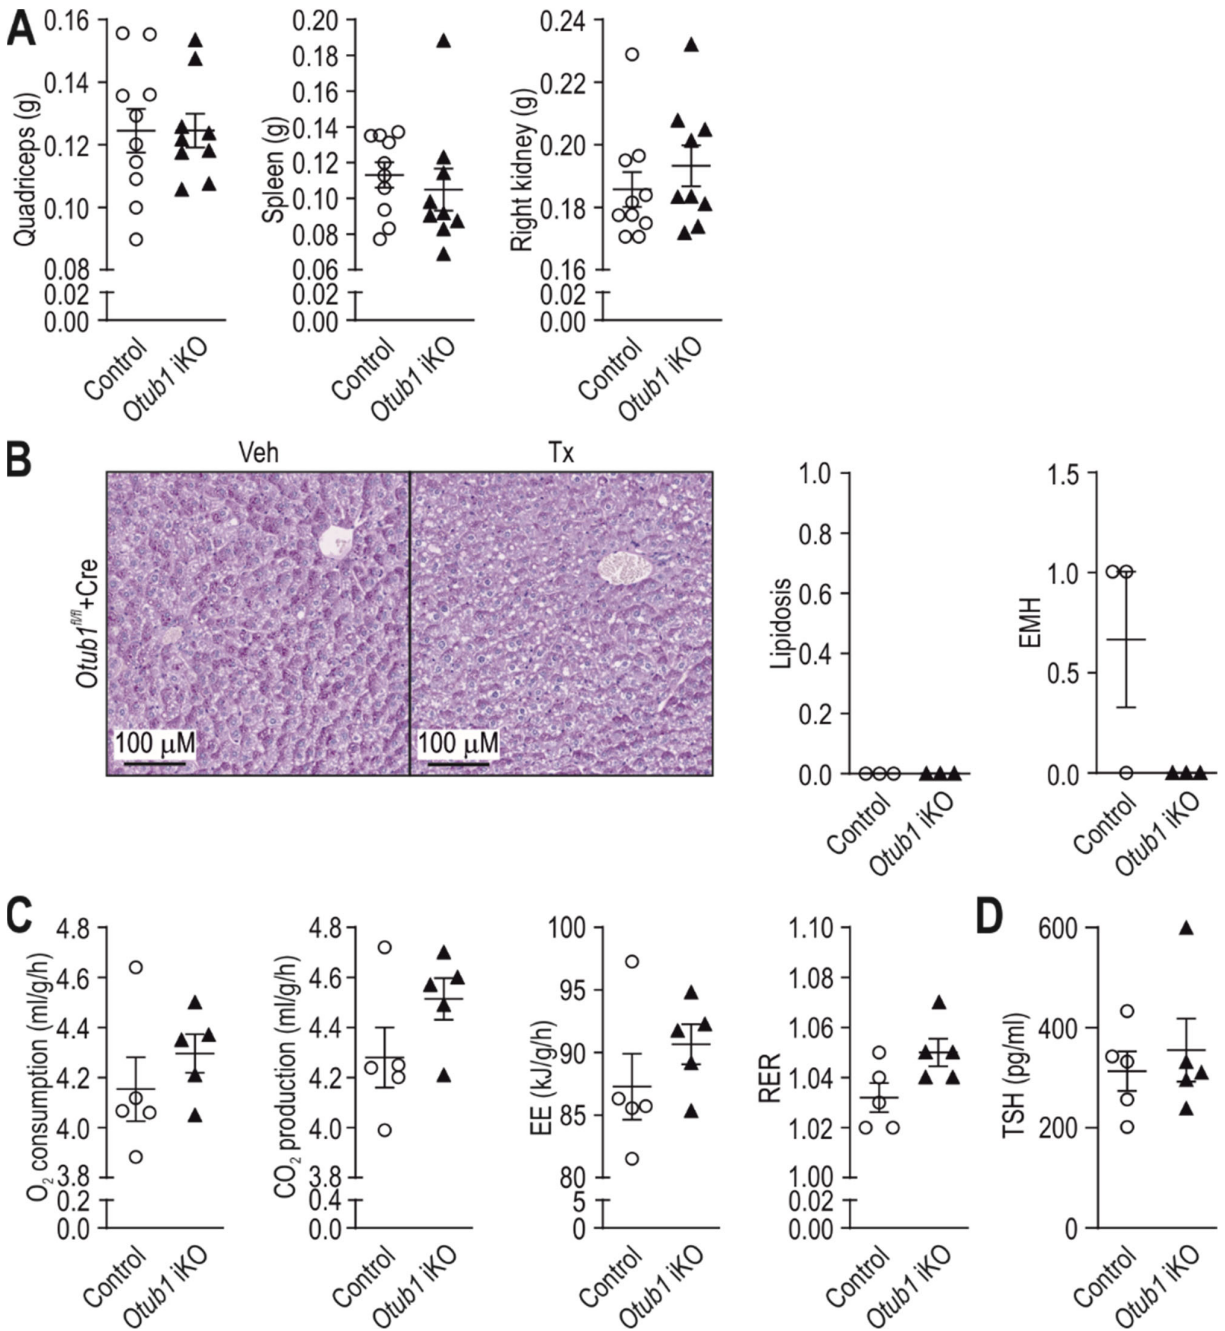 A
Quadriceps (g)
0.16
0.14
0.12
0.10
0.08
0.02
0.00
Control
Otub1 iKO
Spleen (g)
0.20
0.18
0.16
0.14
0.12
0.10
0.08
0.06
0.02
0.00
Control
Otub1 iKO
Right kidney (g)
0.24
0.22
0.20
0.18
0.16
0.02
0.00
Control
Otub1 iKO
B
Veh
Tx
Otub1fl/fl+Cre
100 µM
100 µM
Lipidosis
1.0
0.8
0.6
0.4
0.2
0.0
Control
Otub1 iKO
EMH
1.5
1.0
0.5
0.0
Control
Otub1 iKO
C
O2 consumption (ml/g/h)
4.8
4.6
4.4
4.2
4.0
3.8
0.2
0.0
Control
Otub1 iKO
CO2 production (ml/g/h)
4.8
4.6
4.4
4.2
4.0
3.8
0.4
0.0
Control
Otub1 iKO
EE (kJ/g/h)
100
95
90
85
80
5
0
Control
Otub1 iKO
RER
1.10
1.08
1.06
1.04
1.02
1.00
0.02
0.00
Control
Otub1 iKO
D
TSH (pg/ml)
600
400
200
0
Control
Otub1 iKO